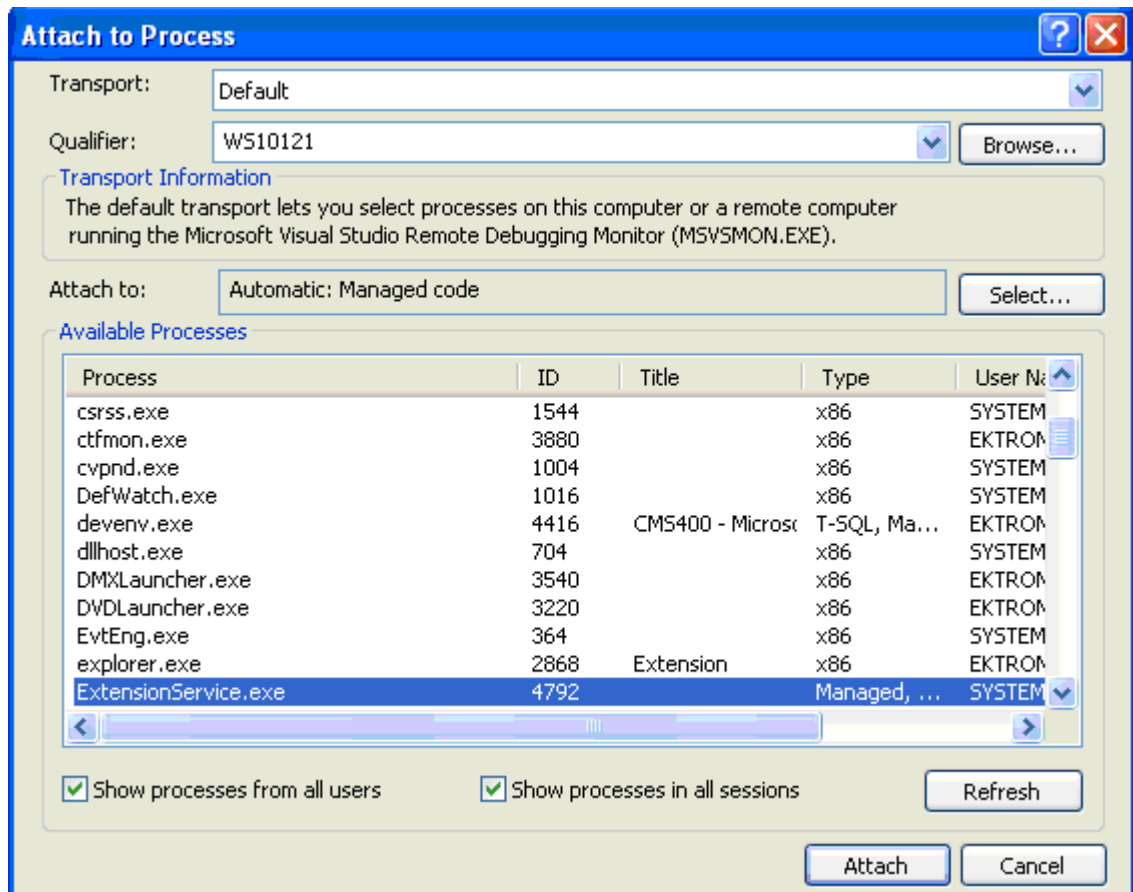 Attach to Process
Transport: Default
Qualifier: WS10121 Browse...
Transport Information
The default transport lets you select processes on this computer or a remote computer
running the Microsoft Visual Studio Remote Debugging Monitor (MSVSMON.EXE).
Attach to: Automatic: Managed code Select...
Available Processes
Process ID Title Type User Na
csrss.exe 1544 x86 SYSTEM
ctfmon.exe 3880 x86 EKTRON
cvpnd.exe 1004 x86 SYSTEM
DefWatch.exe 1016 x86 SYSTEM
devenv.exe 4416 CMS400 - Microsc T-SQL, Ma... EKTRON
dllhost.exe 704 x86 SYSTEM
DMXLauncher.exe 3540 x86 EKTRON
DVDLauncher.exe 3220 x86 EKTRON
EvtEng.exe 364 x86 SYSTEM
explorer.exe 2868 Extension x86 EKTRON
ExtensionService.exe 4792 Managed, ... SYSTEM
Show processes from all users Show processes in all sessions Refresh
Attach Cancel